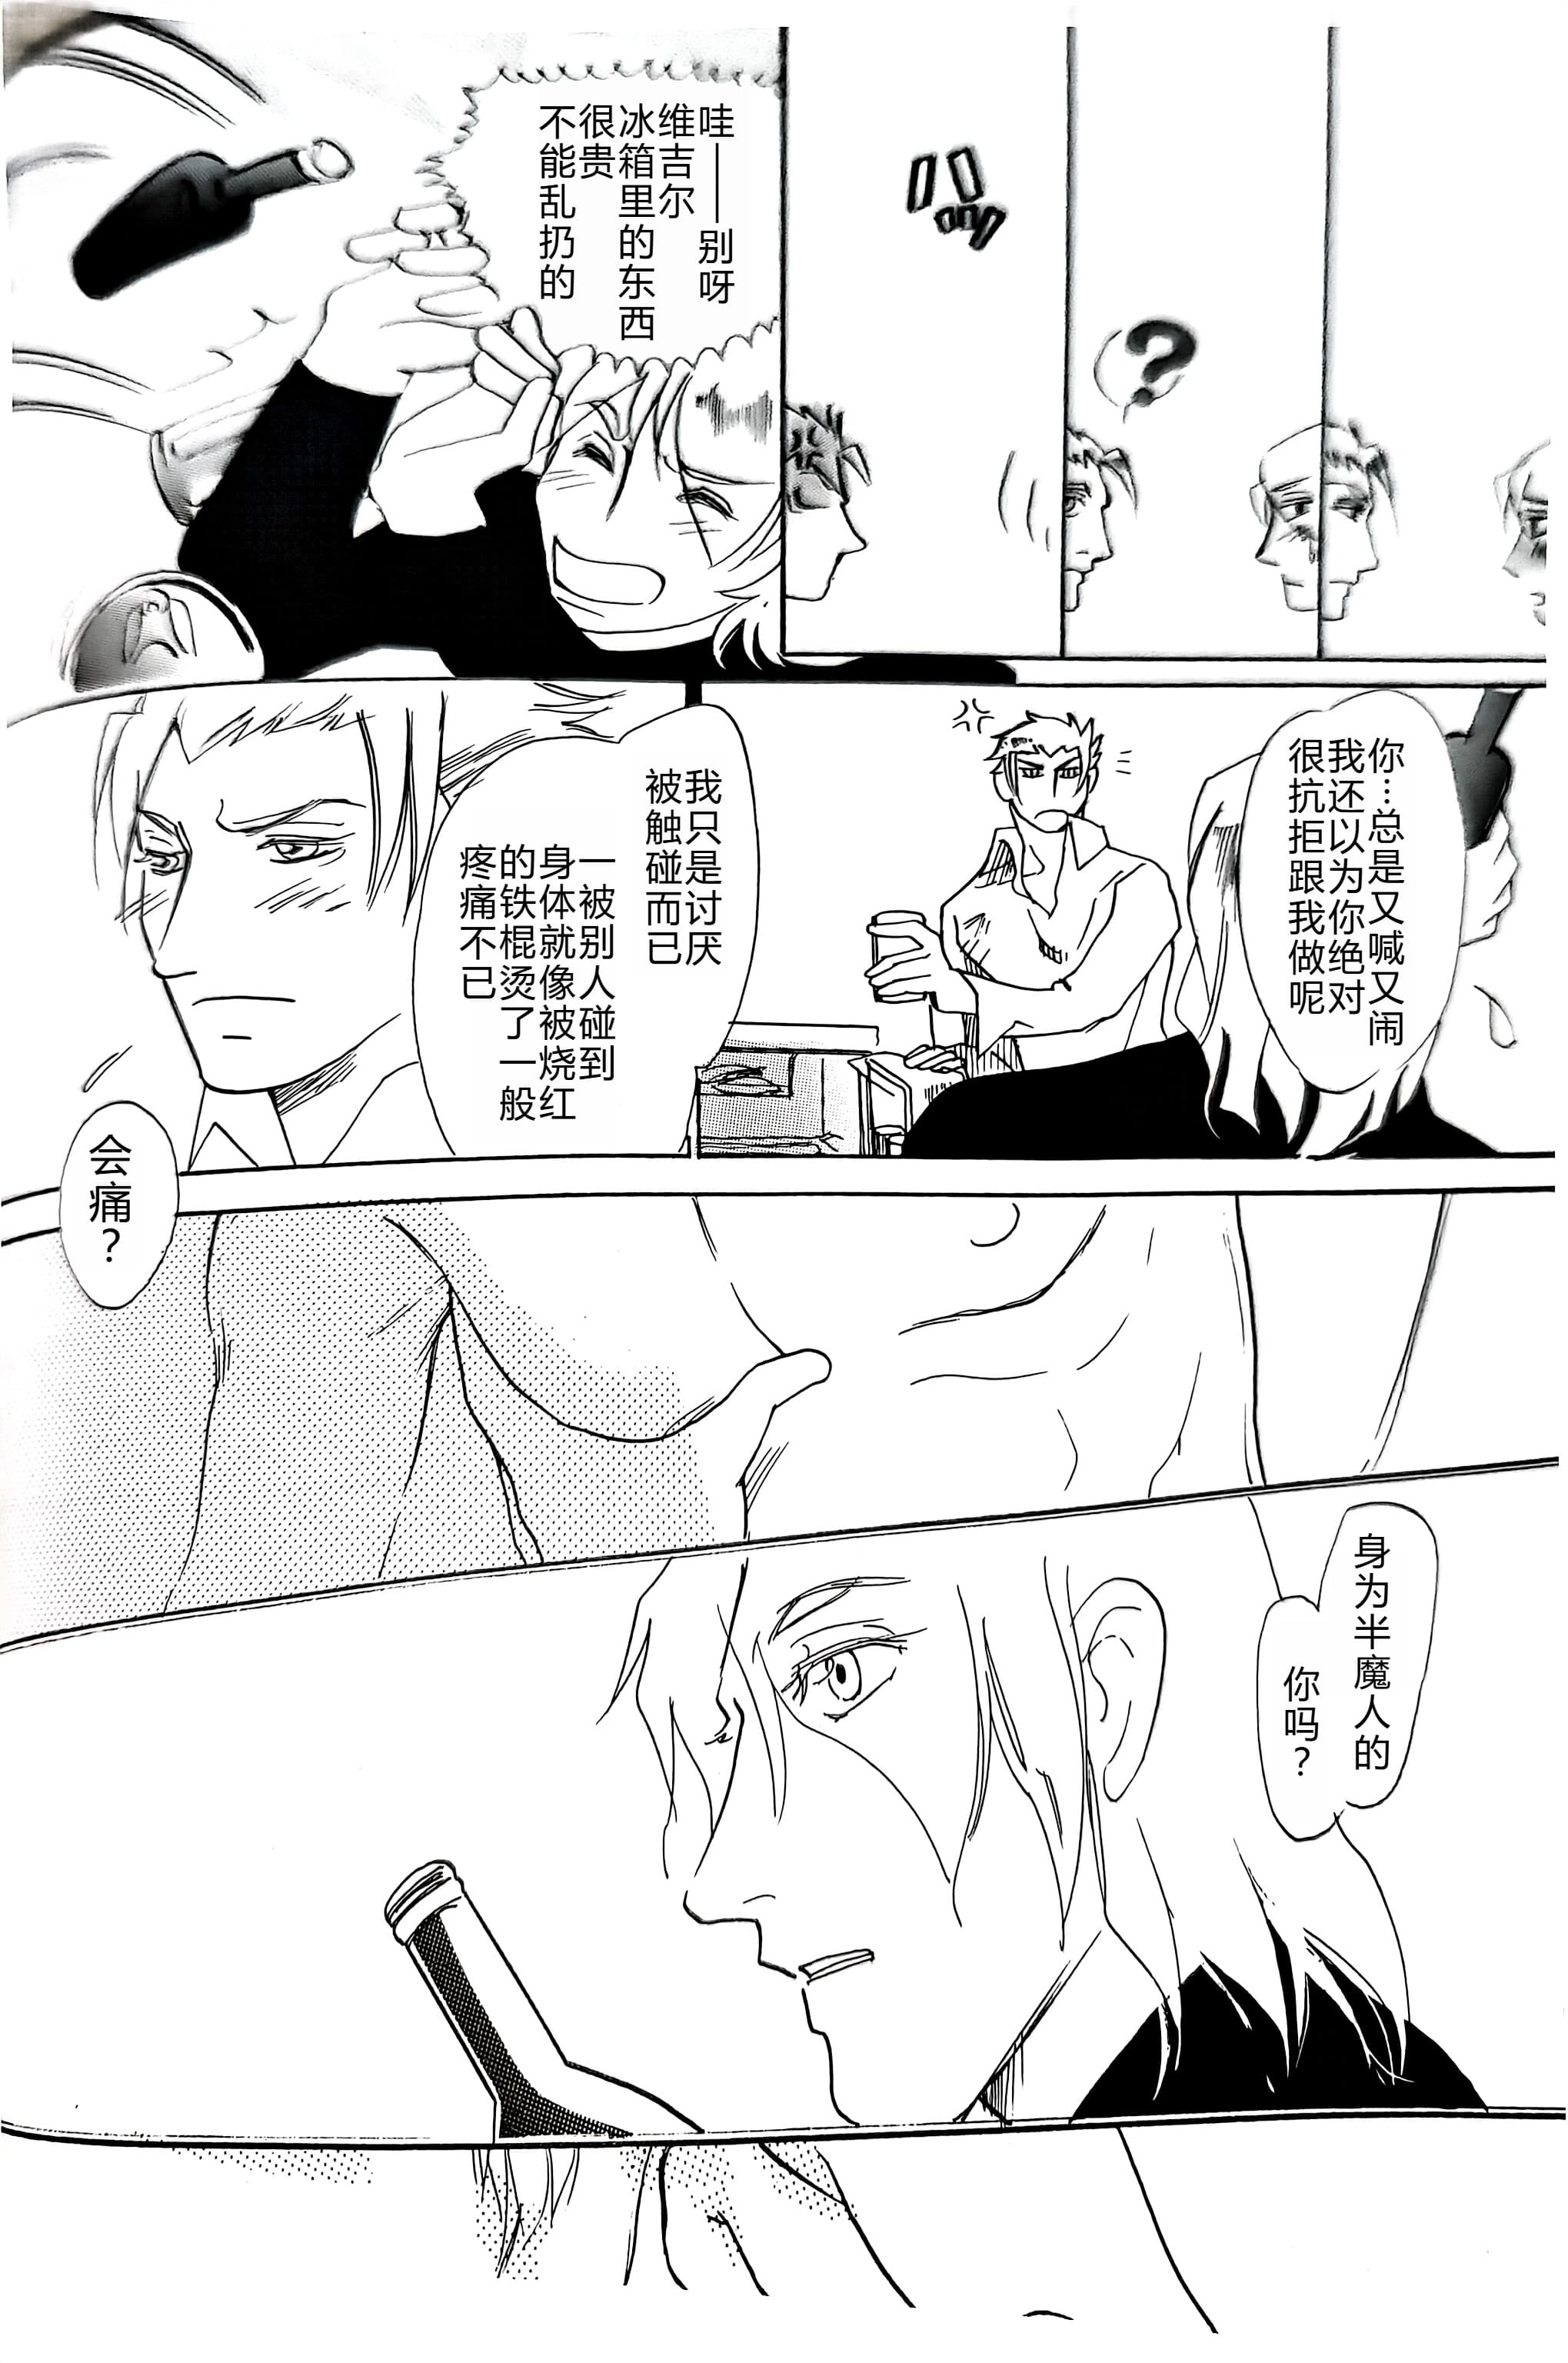 哇——别呀
维吉尔
冰箱里的东西
很贵
不能乱扔的
你…总是又喊又闹
我还以为你绝对
很抗拒跟我做呢
我只是讨厌
被触碰而已
一被别人碰到
身体就像被烧红
的铁棍烫了一般
疼痛不已
会痛？
身为半魔人的
你吗？